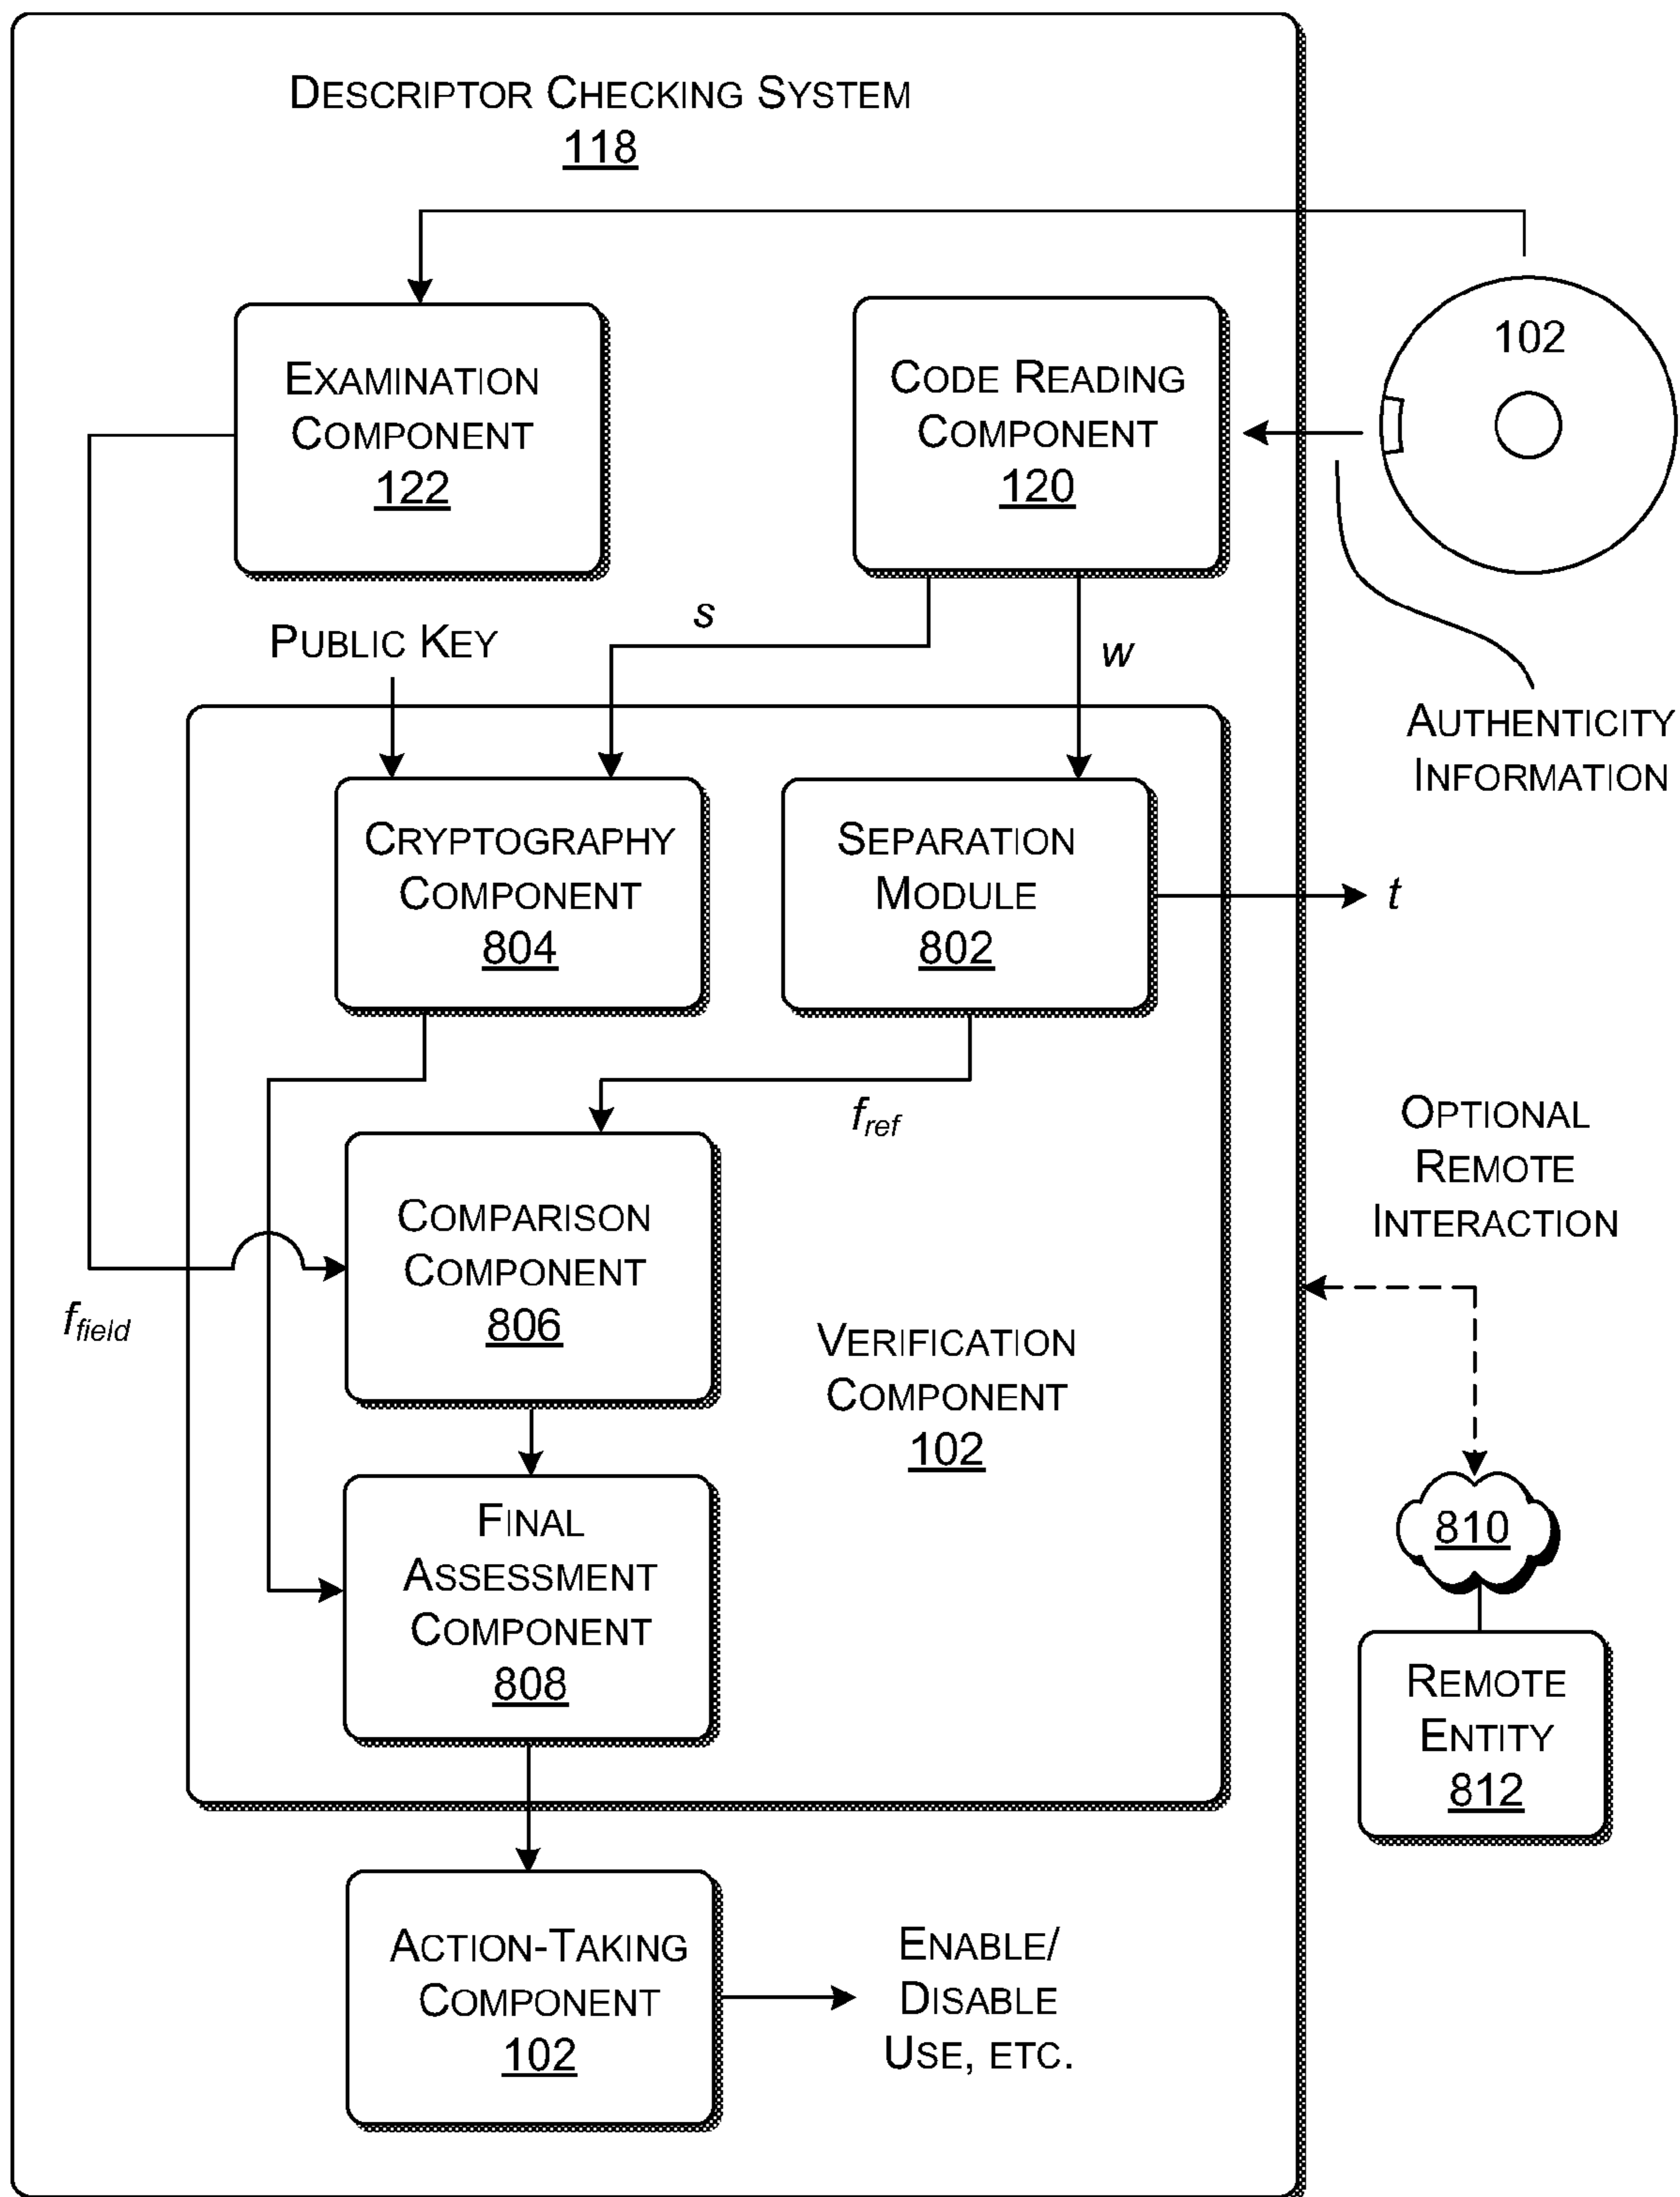 DESCRIPTOR CHECKING SYSTEM
118
EXAMINATION
COMPONENT
122
CODE READING
COMPONENT
120
102
s
PUBLIC KEY
w
AUTHENTICITY
INFORMATION
CRYPTOGRAPHY
COMPONENT
804
SEPARATION
MODULE
802
t
f_ref
OPTIONAL
REMOTE
INTERACTION
COMPARISON
COMPONENT
806
f_field
VERIFICATION
COMPONENT
102
FINAL
ASSESSMENT
COMPONENT
808
810
REMOTE
ENTITY
812
ACTION-TAKING
COMPONENT
102
ENABLE/
DISABLE
USE, ETC.